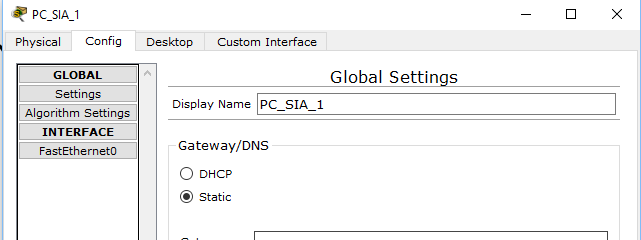 PC_SIA_1
Physical Config Desktop Custom Interface
GLOBAL
Settings
Algorithm Settings
INTERFACE
FastEthernet0
Global Settings
Display Name PC_SIA_1
Gateway/DNS
DHCP
Static